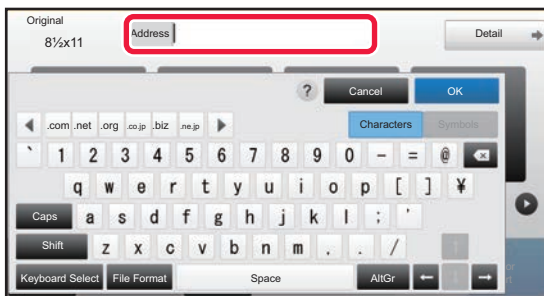 Original
8½x11
Address
Detail
? Cancel OK
.com .net .org .co.jp .biz .ne.jp Characters Symbols
` 1 2 3 4 5 6 7 8 9 0 - = @
q w e r t y u i o p [ ] ¥
Caps a s d f g h j k l ; '
Shift z x c v b n m , . /
Keyboard Select File Format Space AltGr